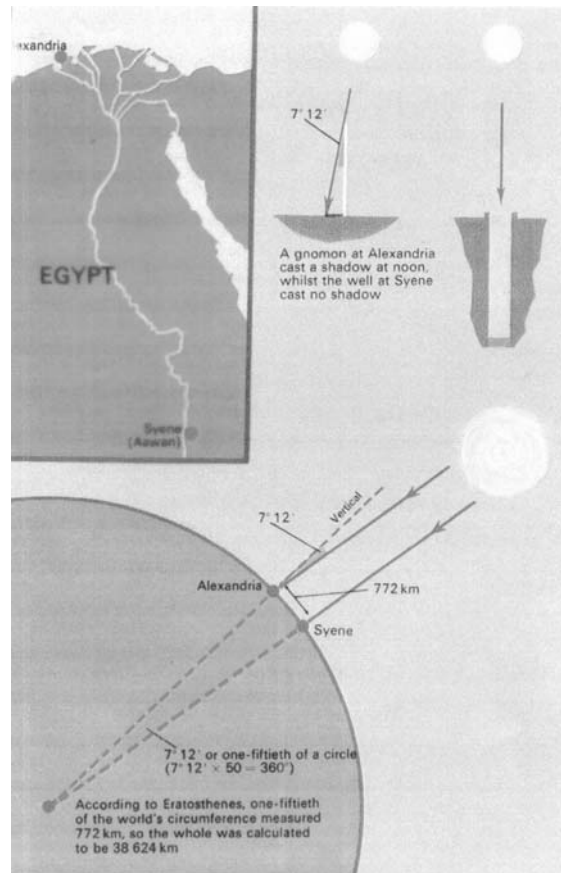 lexandria
EGYPT
Syene
(Aswan)
7° 12'
A gnomon at Alexandria
cast a shadow at noon,
whilst the well at Syene
cast no shadow
7° 12'
Vertical
Alexandria
772 km
Syene
7° 12' or one-fiftieth of a circle
(7° 12' × 50 = 360°)
According to Eratosthenes, one-fiftieth
of the world's circumference measured
772 km, so the whole was calculated
to be 38 624 km